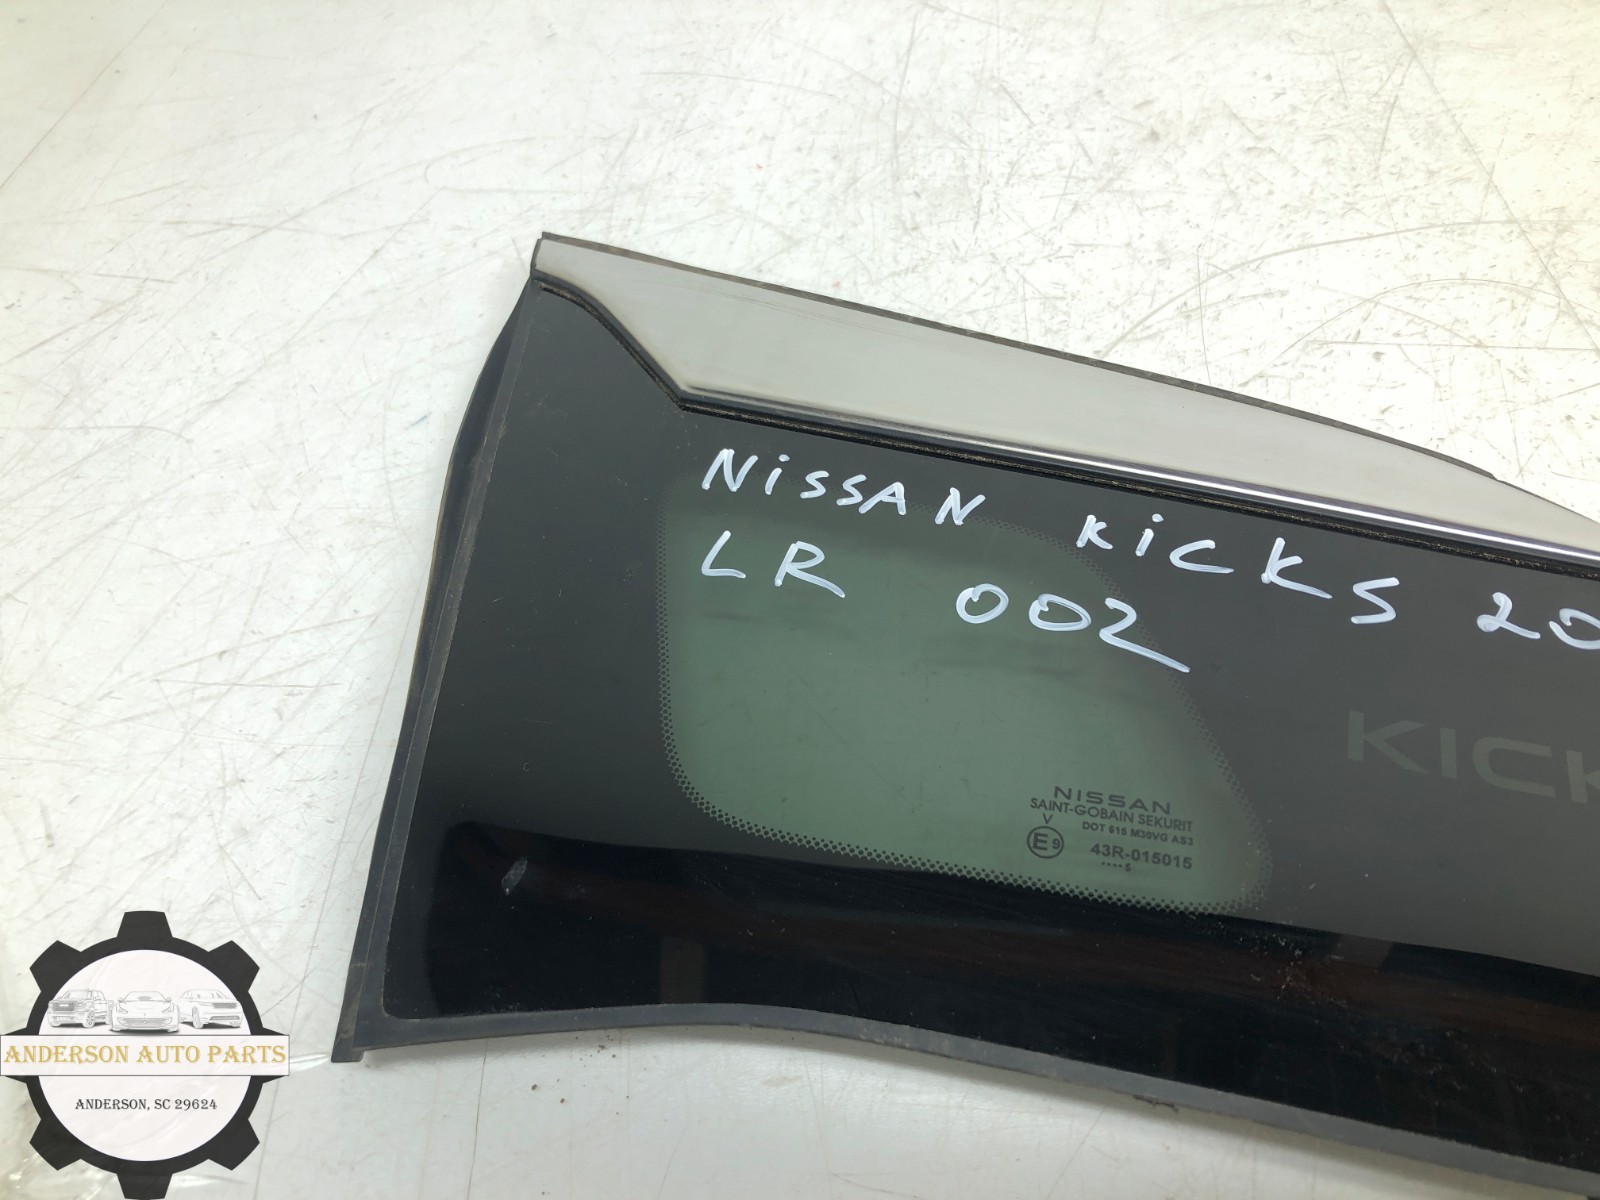 NISSAN KICKS 20
LR 002
KICK
NISSAN
SAINT-GOBAIN SEKURIT
V
DOT 615 M30VG AS3
E9 43R-015015
....5
ANDERSON AUTO PARTS
ANDERSON, SC 29624